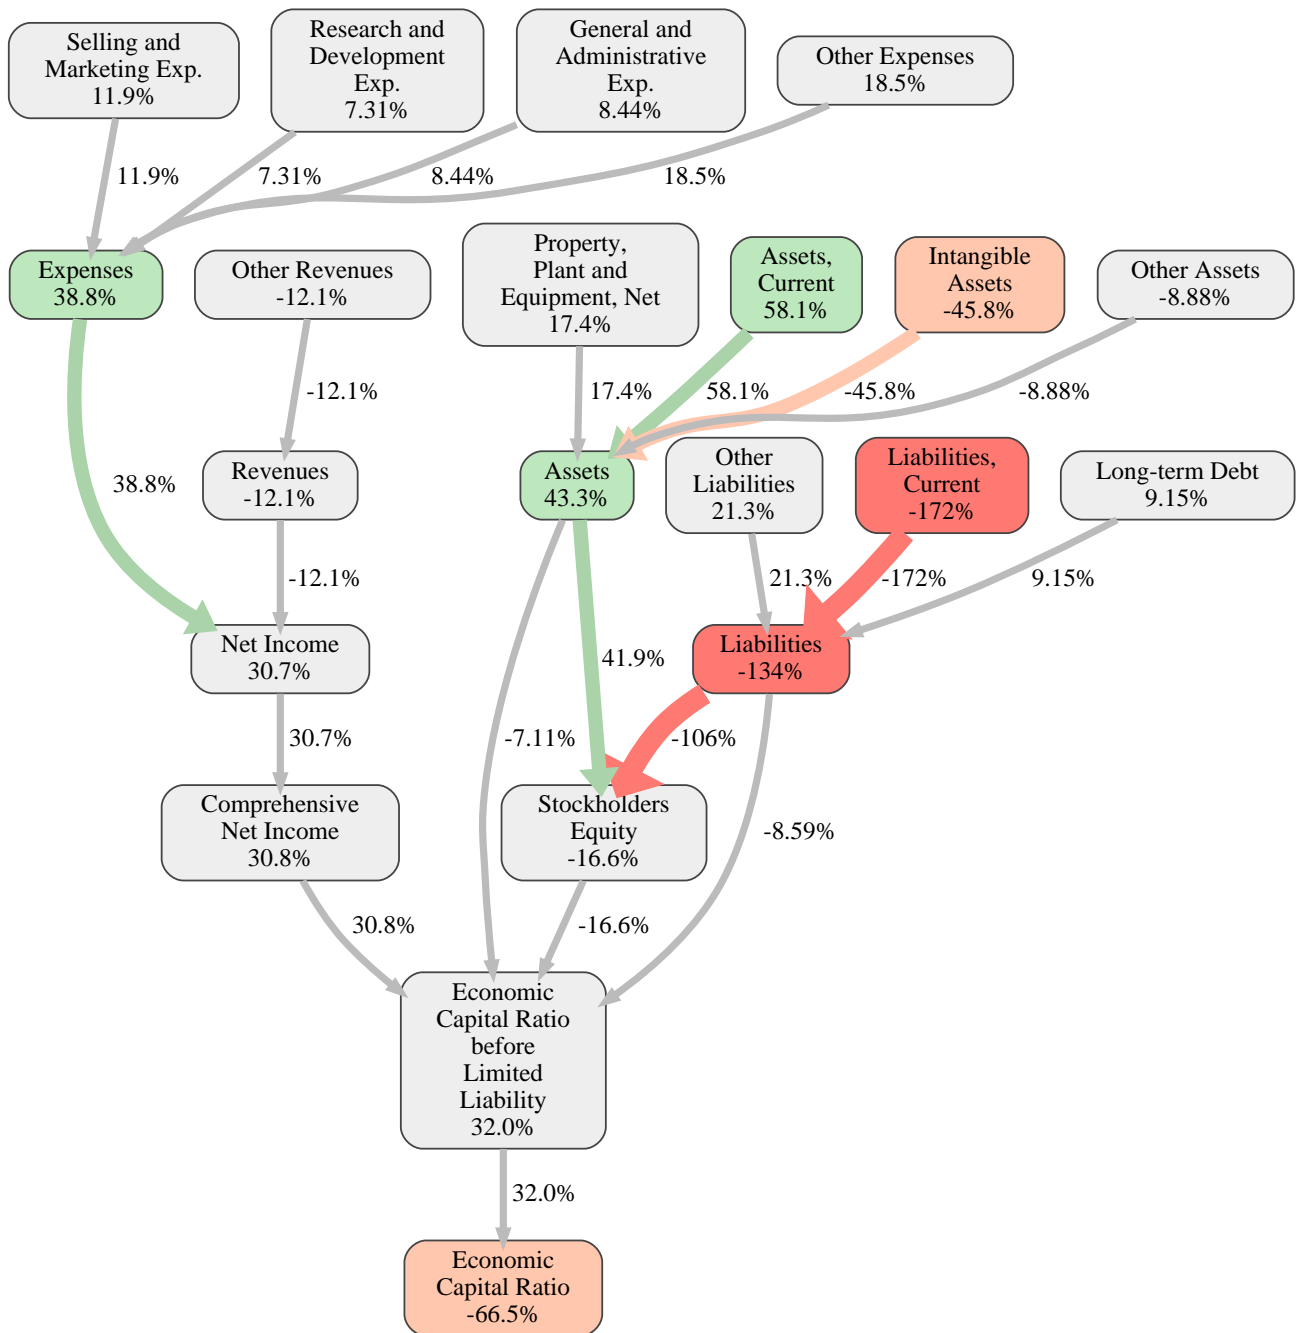 Selling and
Marketing Exp.
11.9%
Research and
Development
Exp.
7.31%
General and
Administrative
Exp.
8.44%
Other Expenses
18.5%
11.9%
7.31%
8.44%
18.5%
Expenses
38.8%
Other Revenues
-12.1%
Property,
Plant and
Equipment, Net
17.4%
Assets,
Current
58.1%
Intangible
Assets
-45.8%
Other Assets
-8.88%
-12.1%
17.4%
58.1%
-45.8%
-8.88%
38.8%
Revenues
-12.1%
Assets
43.3%
Other
Liabilities
21.3%
Liabilities,
Current
-172%
Long-term Debt
9.15%
-12.1%
21.3%
-172%
9.15%
Net Income
30.7%
41.9%
Liabilities
-134%
30.7%
-7.11%
-106%
Comprehensive
Net Income
30.8%
Stockholders
Equity
-16.6%
-8.59%
30.8%
-16.6%
Economic
Capital Ratio
before
Limited
Liability
32.0%
32.0%
Economic
Capital Ratio
-66.5%